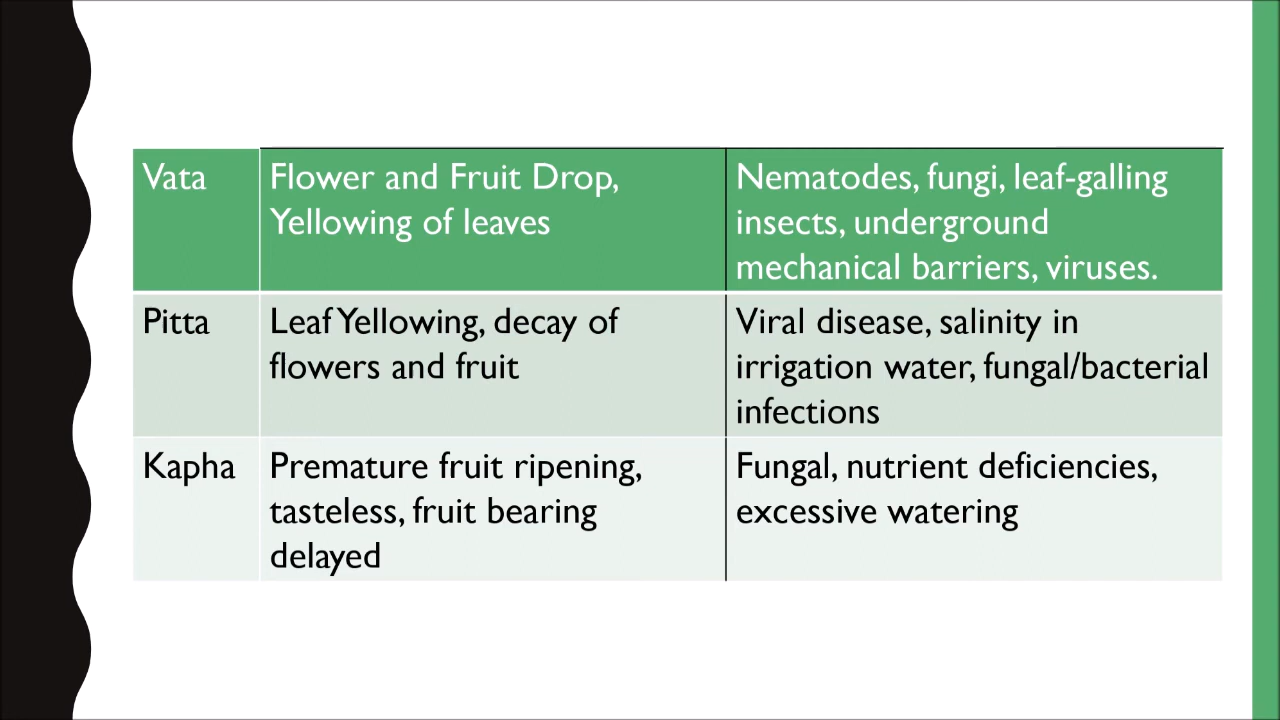 Vata
Flower and Fruit Drop,
Yellowing of leaves
Nematodes, fungi, leaf-galling
insects, underground
mechanical barriers, viruses.
Pitta
Leaf Yellowing, decay of
flowers and fruit
Viral disease, salinity in
irrigation water, fungal/bacterial
infections
Kapha
Premature fruit ripening,
tasteless, fruit bearing
delayed
Fungal, nutrient deficiencies,
excessive watering